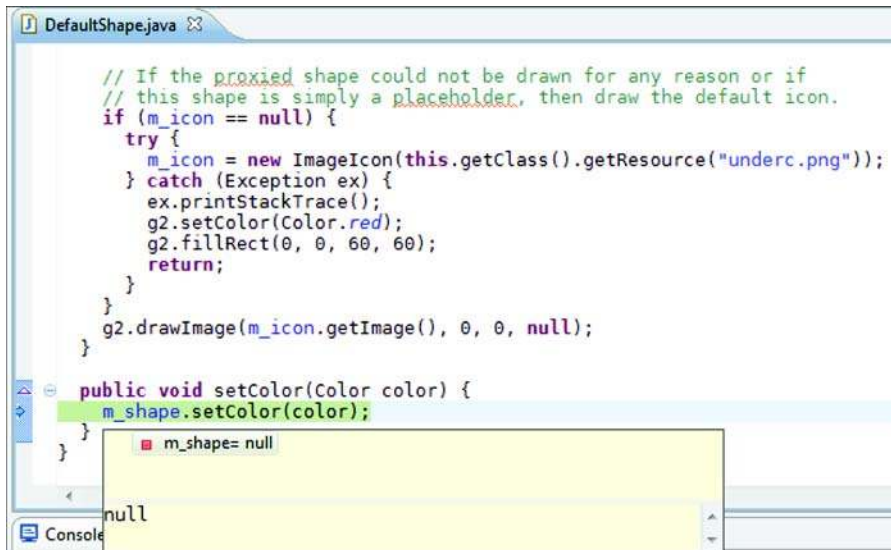 DefaultShape.java
// If the proxied shape could not be drawn for any reason or if
// this shape is simply a placeholder, then draw the default icon.
if (m_icon == null) {
try {
m_icon = new ImageIcon(this.getClass().getResource("underc.png"));
} catch (Exception ex) {
ex.printStackTrace();
g2.setColor(Color.red);
g2.fillRect(0, 0, 60, 60);
return;
}
}
g2.drawImage(m_icon.getImage(), 0, 0, null);
}
public void setColor(Color color) {
m_shape.setColor(color);
}
}
m_shape= null
null
Console